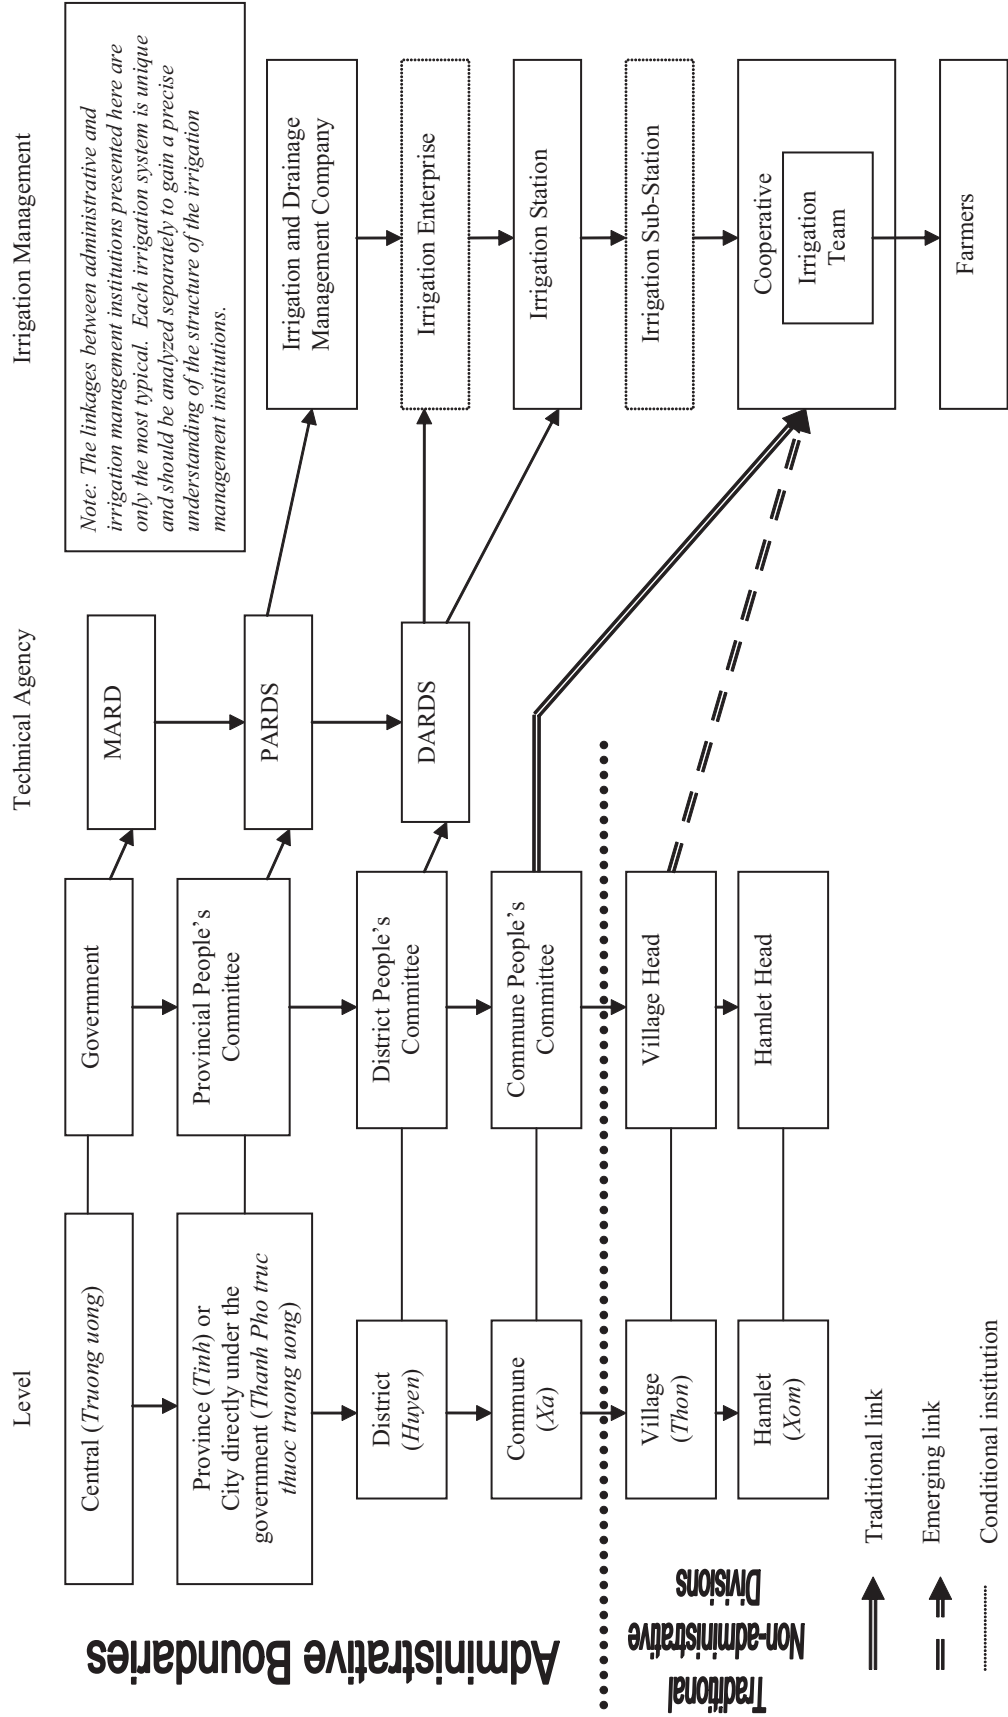 Level
Technical Agency
Irrigation Management
Note: The linkages between administrative and
irrigation management institutions presented here are
only the most typical. Each irrigation system is unique
and should be analyzed separately to gain a precise
understanding of the structure of the irrigation
management institutions.
Administrative Boundaries
Central (Truong uong)
Government
MARD
Province (Tinh) or
City directly under the
government (Thanh Pho truc
thuoc truong uong)
Provincial People's
Committee
PARDS
Irrigation and Drainage
Management Company
District
(Huyen)
District People's
Committee
DARDS
Irrigation Enterprise
Commune
(Xa)
Commune People's
Committee
Irrigation Station
Traditional
Non-administrative
Divisions
Village
(Thon)
Village Head
Irrigation Sub-Station
Hamlet
(Xom)
Hamlet Head
Cooperative
Irrigation
Team
Farmers
Traditional link
Emerging link
Conditional institution